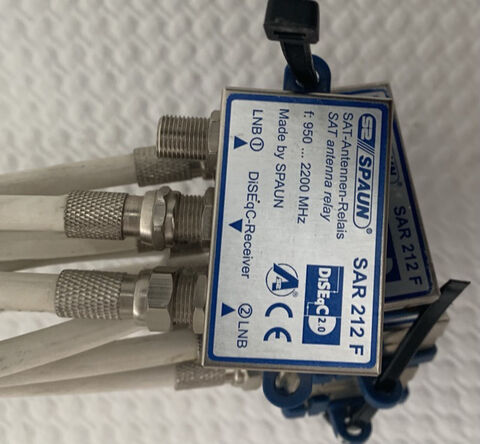 SPAUN
SAR 212 F
SAT-Antennen-Relais
SAT antenna relay
DiSEqC 2.0
f: 950 ... 2200 MHz
Made by SPAUN
CE
LNB ①
DiSEqC-Receiver
② LNB
SAR 212 F